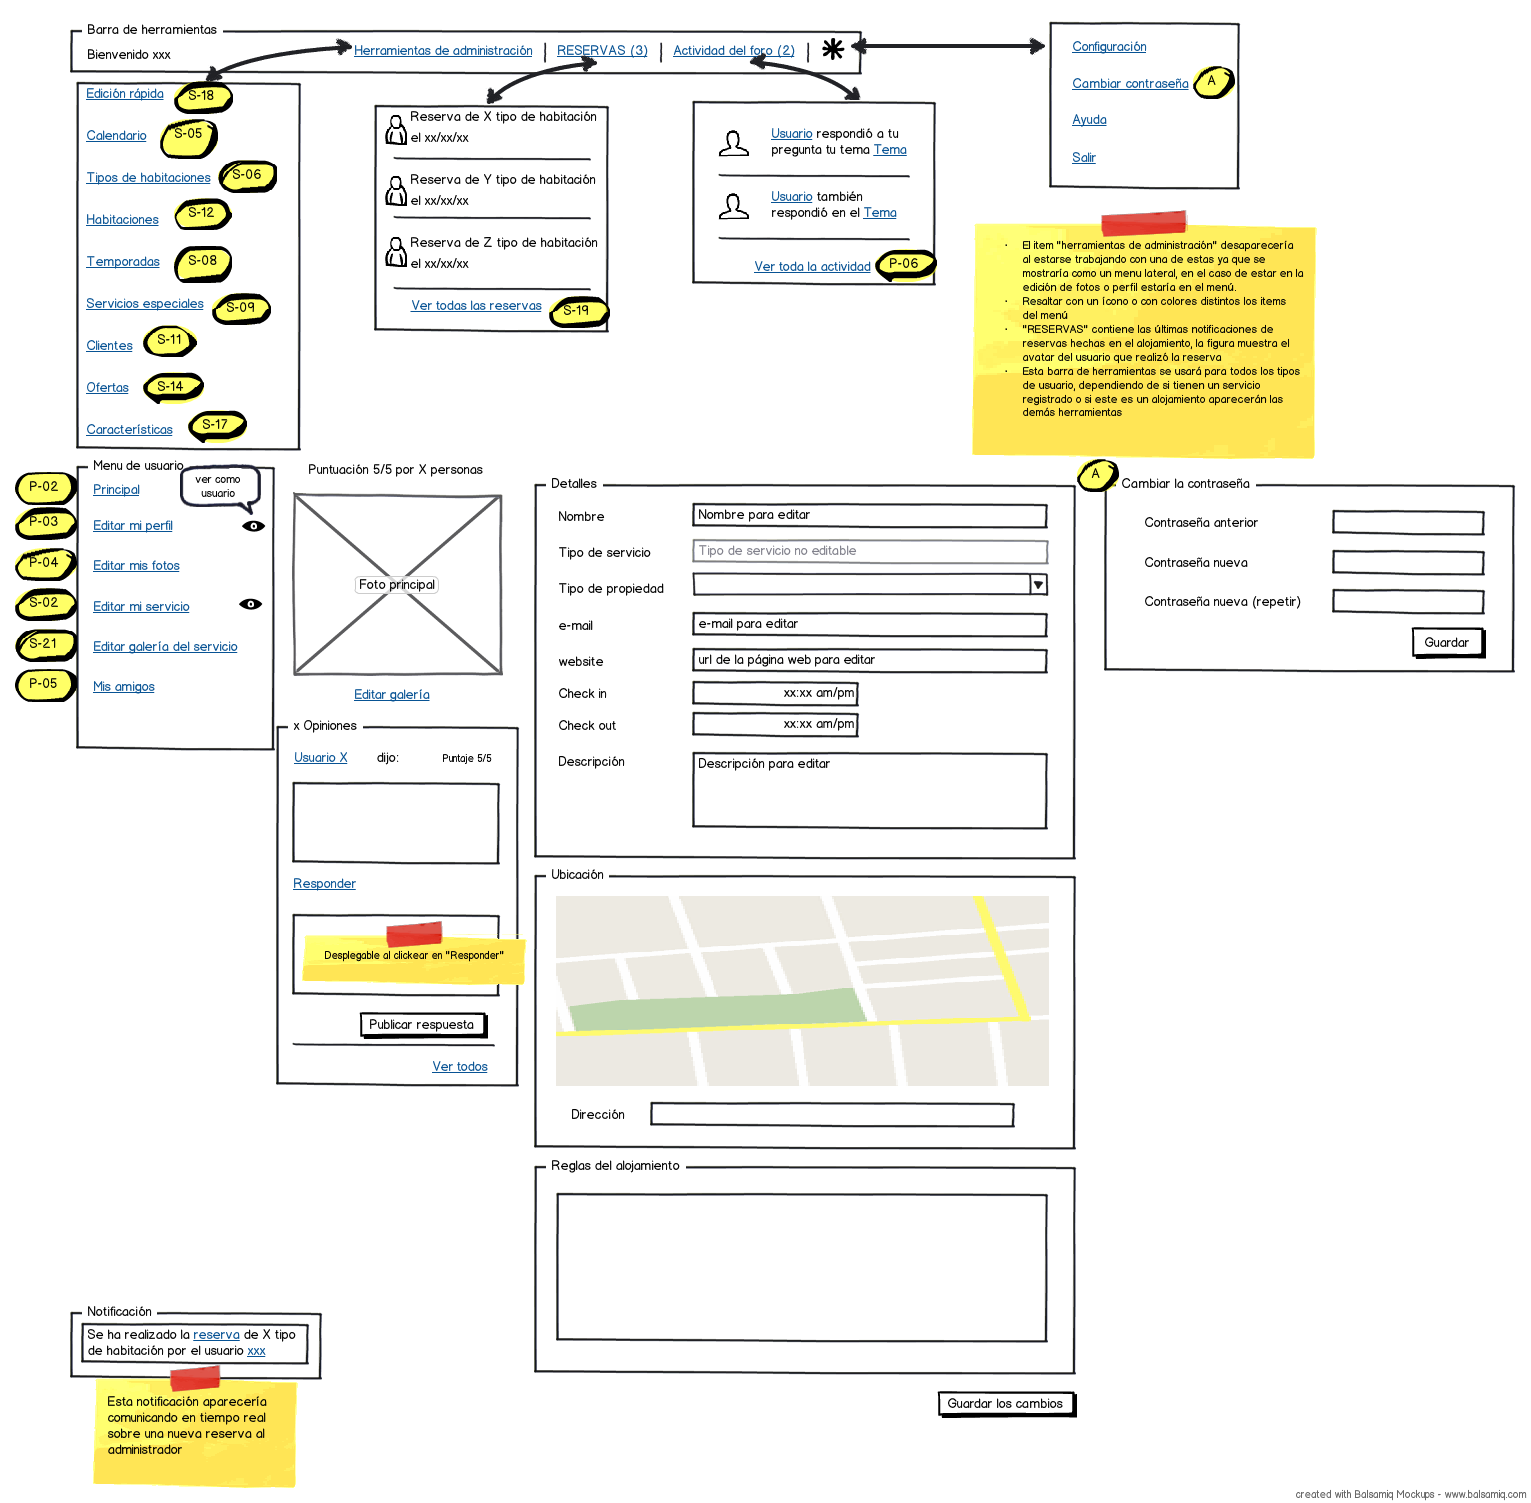 Barra de herramientas
Bienvenido xxx
Herramientas de administración
RESERVAS (3)
Actividad del foro (2)
Configuración
Cambiar contraseña
A
Ayuda
Salir
Edición rápida
S-18
Calendario
S-05
Tipos de habitaciones
S-06
Habitaciones
S-12
Temporadas
S-08
Servicios especiales
S-09
Clientes
S-11
Ofertas
S-14
Características
S-17
Reserva de X tipo de habitación
el xx/xx/xx
Reserva de Y tipo de habitación
el xx/xx/xx
Reserva de Z tipo de habitación
el xx/xx/xx
Ver todas las reservas
S-19
Usuario respondió a tu
pregunta tu tema Tema
Usuario también
respondió en el Tema
Ver toda la actividad
P-06
· El item "herramientas de administración" desaparecería
al estarse trabajando con una de estas ya que se
mostraría como un menu lateral, en el caso de estar en la
edición de fotos o perfil estaría en el menú.
· Resaltar con un ícono o con colores distintos los items
del menú
· "RESERVAS" contiene las últimas notificaciones de
reservas hechas en el alojamiento, la figura muestra el
avatar del usuario que realizó la reserva
· Esta barra de herramientas se usará para todos los tipos
de usuario, dependiendo de si tienen un servicio
registrado o si este es un alojamiento aparecerán las
demás herramientas
Menu de usuario
ver como
usuario
P-02
Principal
P-03
Editar mi perfil
P-04
Editar mis fotos
S-02
Editar mi servicio
S-21
Editar galería del servicio
P-05
Mis amigos
Puntuación 5/5 por X personas
Foto principal
Editar galería
x Opiniones
Usuario X
dijo:
Puntaje 5/5
Responder
Desplegable al clickear en "Responder"
Publicar respuesta
Ver todos
Detalles
Nombre
Nombre para editar
Tipo de servicio
Tipo de servicio no editable
Tipo de propiedad
e-mail
e-mail para editar
website
url de la página web para editar
Check in
xx:xx am/pm
Check out
xx:xx am/pm
Descripción
Descripción para editar
A
Cambiar la contraseña
Contraseña anterior
Contraseña nueva
Contraseña nueva (repetir)
Guardar
Ubicación
Dirección
Reglas del alojamiento
Guardar los cambios
Notificación
Se ha realizado la reserva de X tipo
de habitación por el usuario xxx
Esta notificación aparecería
comunicando en tiempo real
sobre una nueva reserva al
administrador
created with Balsamiq Mockups - www.balsamiq.com